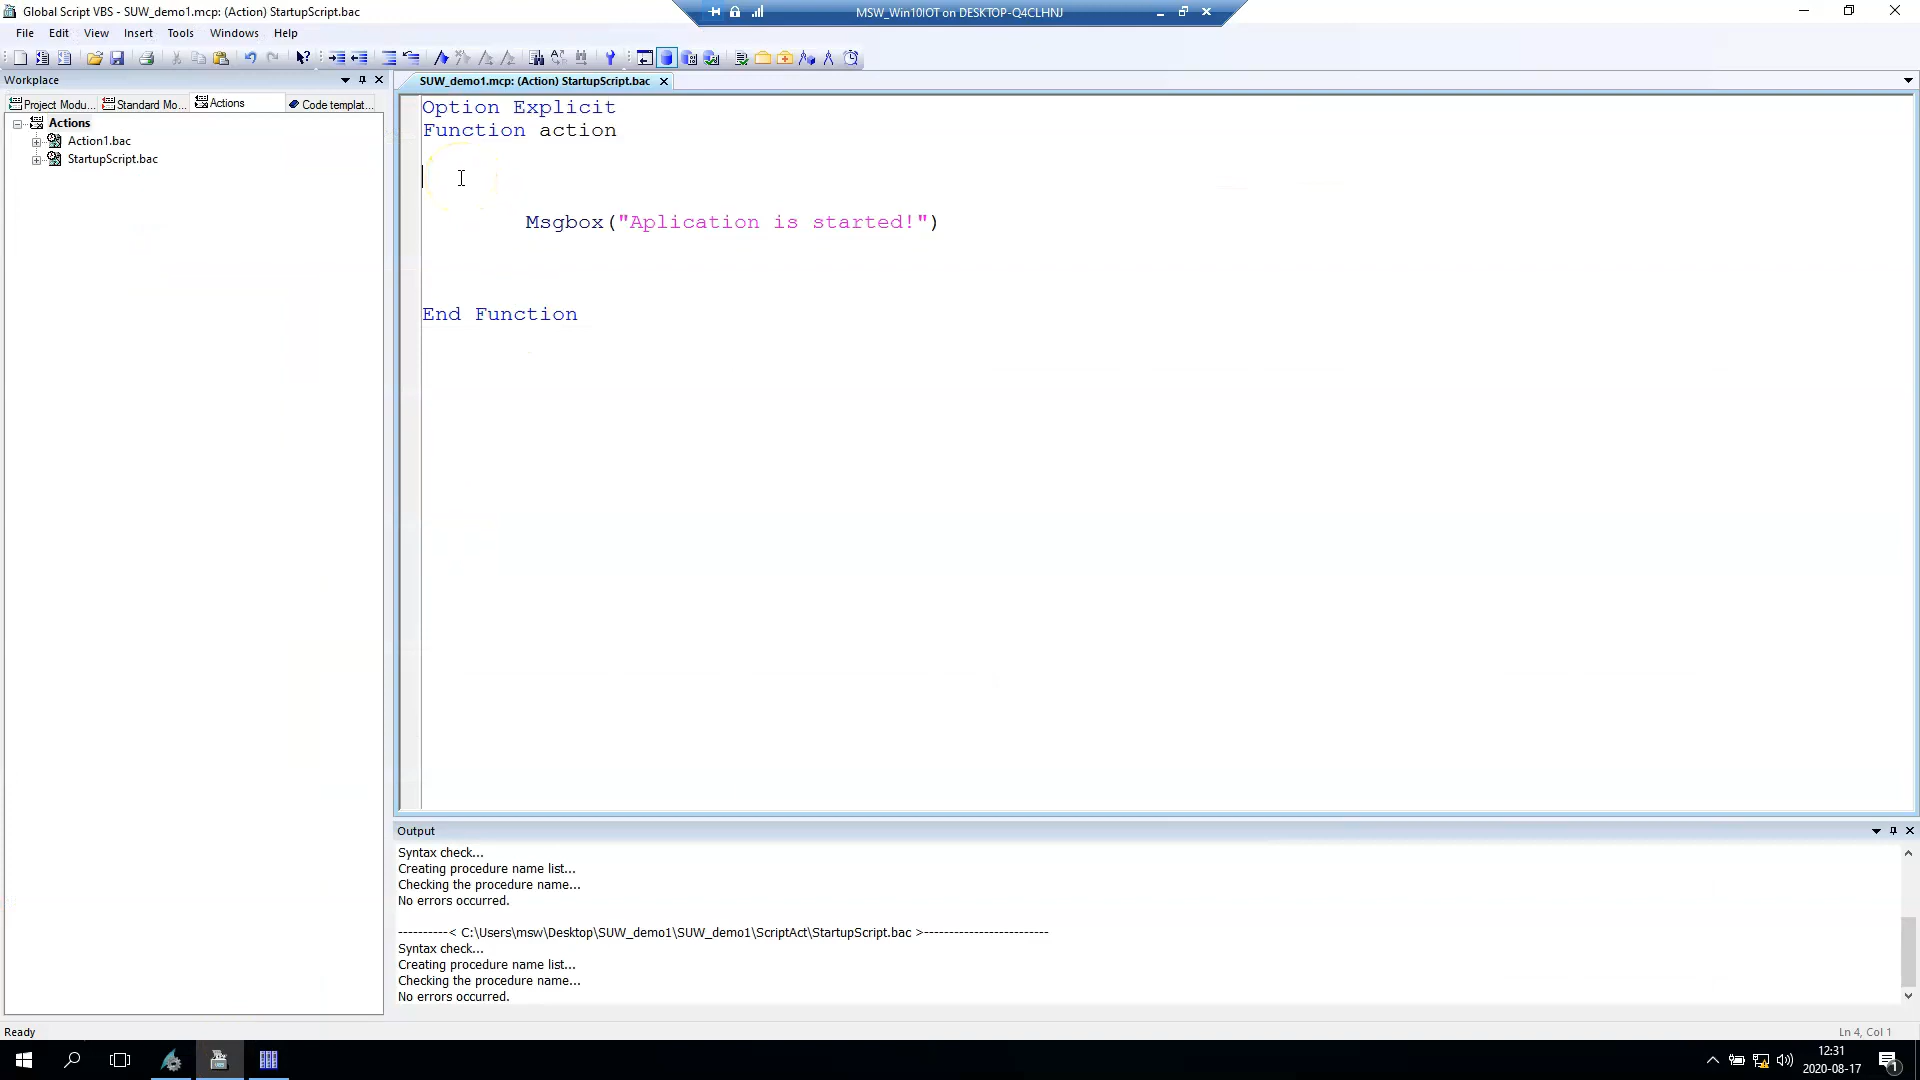 Global Script VBS - SUW_demo1.mcp: (Action) StartupScript.bac
MSW_Win10IOT on DESKTOP-Q4CLHNJ
File Edit View Insert Tools Windows Help
Workplace
SUW_demo1.mcp: (Action) StartupScript.bac
Project Modu... Standard Mo... Actions Code templat...
Actions
Action1.bac
StartupScript.bac
Option Explicit
Function action
Msgbox("Aplication is started!")
End Function
Output
Syntax check...
Creating procedure name list...
Checking the procedure name...
No errors occurred.
----------< C:\Users\msw\Desktop\SUW_demo1\SUW_demo1\ScriptAct\StartupScript.bac >-------------------------
Syntax check...
Creating procedure name list...
Checking the procedure name...
No errors occurred.
Ready
Ln 4, Col 1
12:31
2020-08-17
1